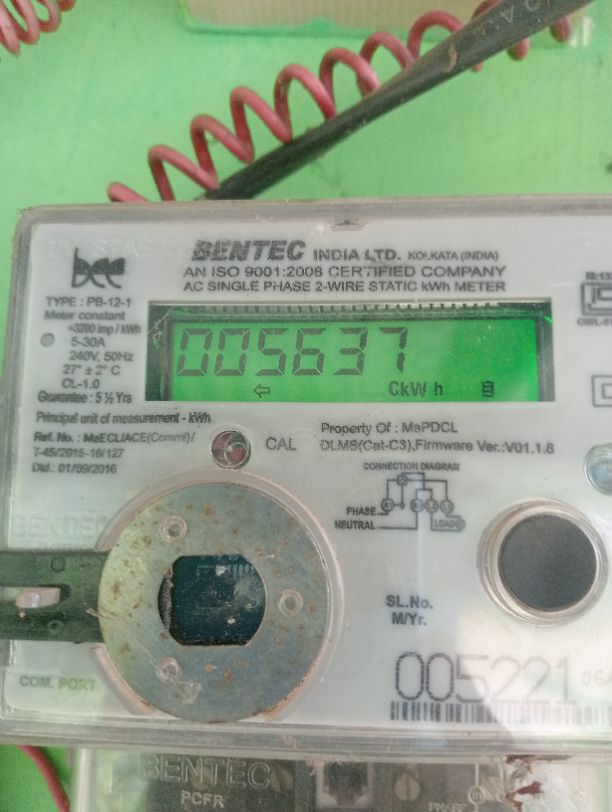 BENTEC INDIA LTD. KOLKATA (INDIA)
AN ISO 9001:2008 CERTIFIED COMPANY
AC SINGLE PHASE 2-WIRE STATIC kWh METER
bec
TYPE : PB-12-1
Meter constant
=3200 imp / kWh
5-30A
240V, 50Hz
27° ± 2° C
CL-1.0
Guarantee : 5 ½ Yrs
005637
CkW h
Principal unit of measurement - kWh
Ref. No. : MaECL/ACE(Comml)/
T-45/2015-16/127
Dtd.: 01/09/2016
CAL
Property Of : MaPDCL
DLMS(Cat-C3),Firmware Ver.:V01.1.8
CONNECTION DIAGRAM
PHASE
NEUTRAL
LOAD
BENTEC
SL.No.
M/Yr.
005221
COM. PORT
BENTEC